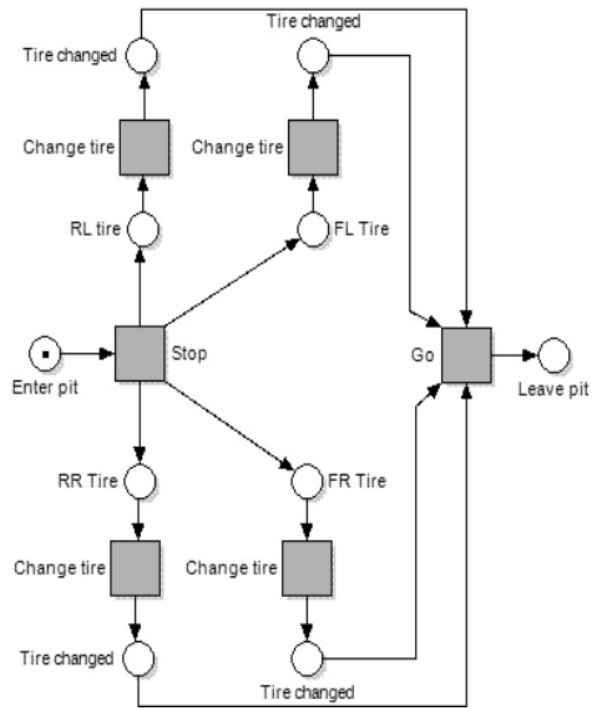 Tire changed
Tire changed
Change tire
Change tire
RL tire
FL Tire
Stop
Go
Enter pit
Leave pit
RR Tire
FR Tire
Change tire
Change tire
Tire changed
Tire changed